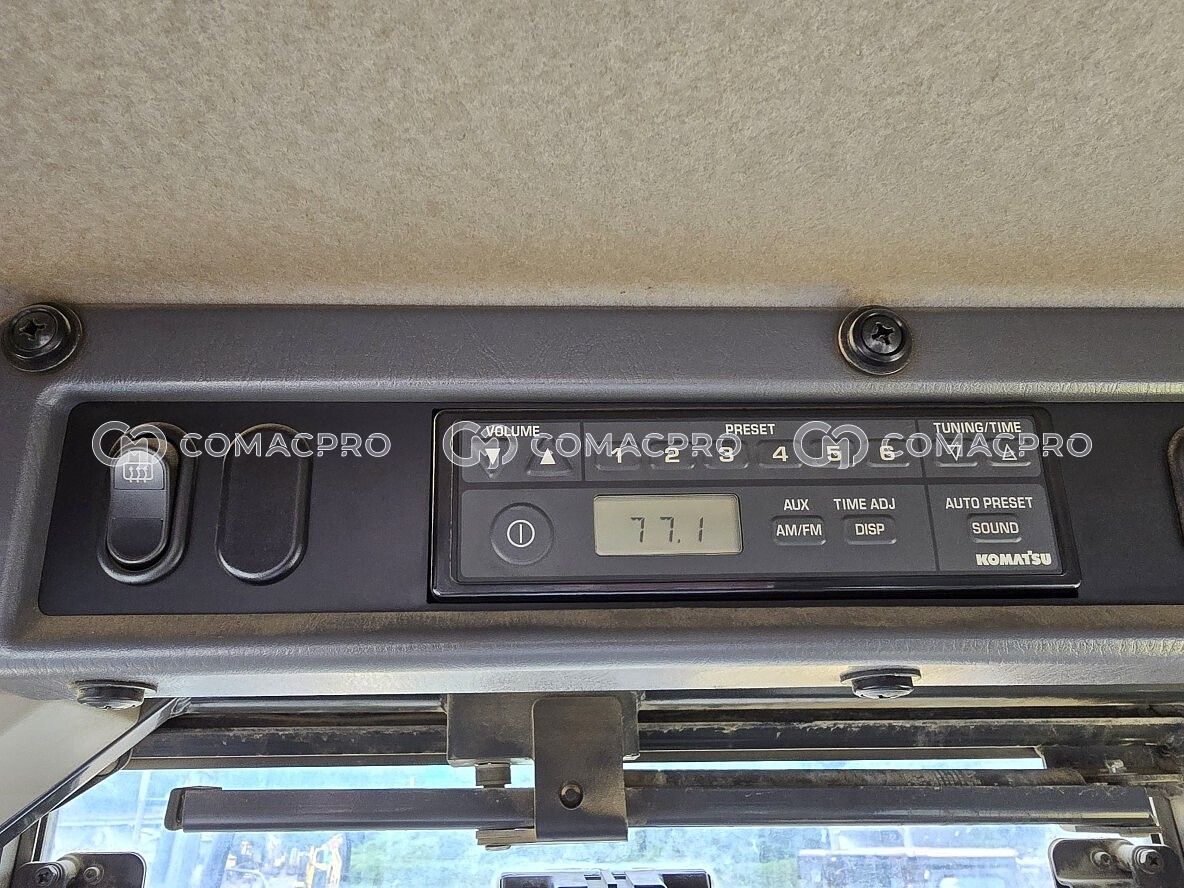 VOLUME PRESET TUNING/TIME
1 2 3 4 5 6
COMACPRO COMACPRO COMACPRO
77.1
AUX TIME ADJ AUTO PRESET
AM/FM DISP SOUND
KOMATSU